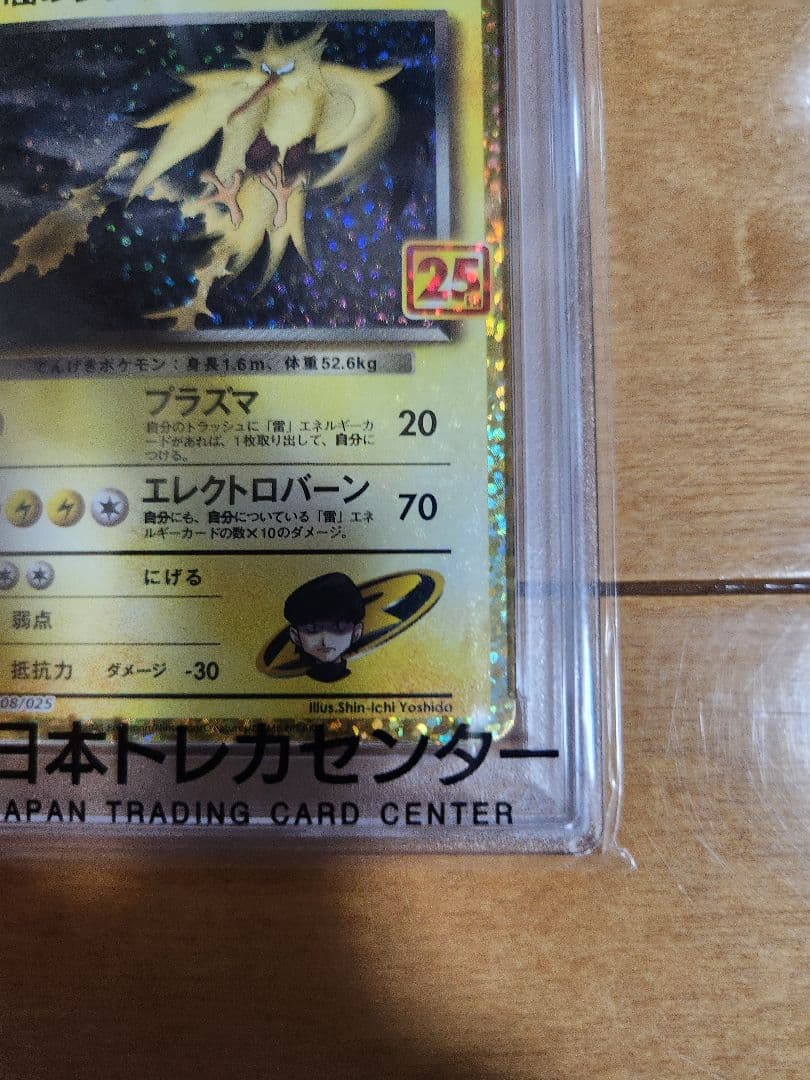 25th
でんげきポケモン：身長1.6m、体重52.6kg
プラズマ 20
自分のトラッシュに「雷」エネルギーカ
ードがあれば、1枚取り出して、自分に
つける。
エレクトロバーン 70
自分にも、自分についている「雷」エネ
ルギーカードの数×10のダメージ。
にげる
弱点
抵抗力 ダメージ -30
08/025 Illus.Shin-ichi Yoshida
日本トレカセンター
JAPAN TRADING CARD CENTER